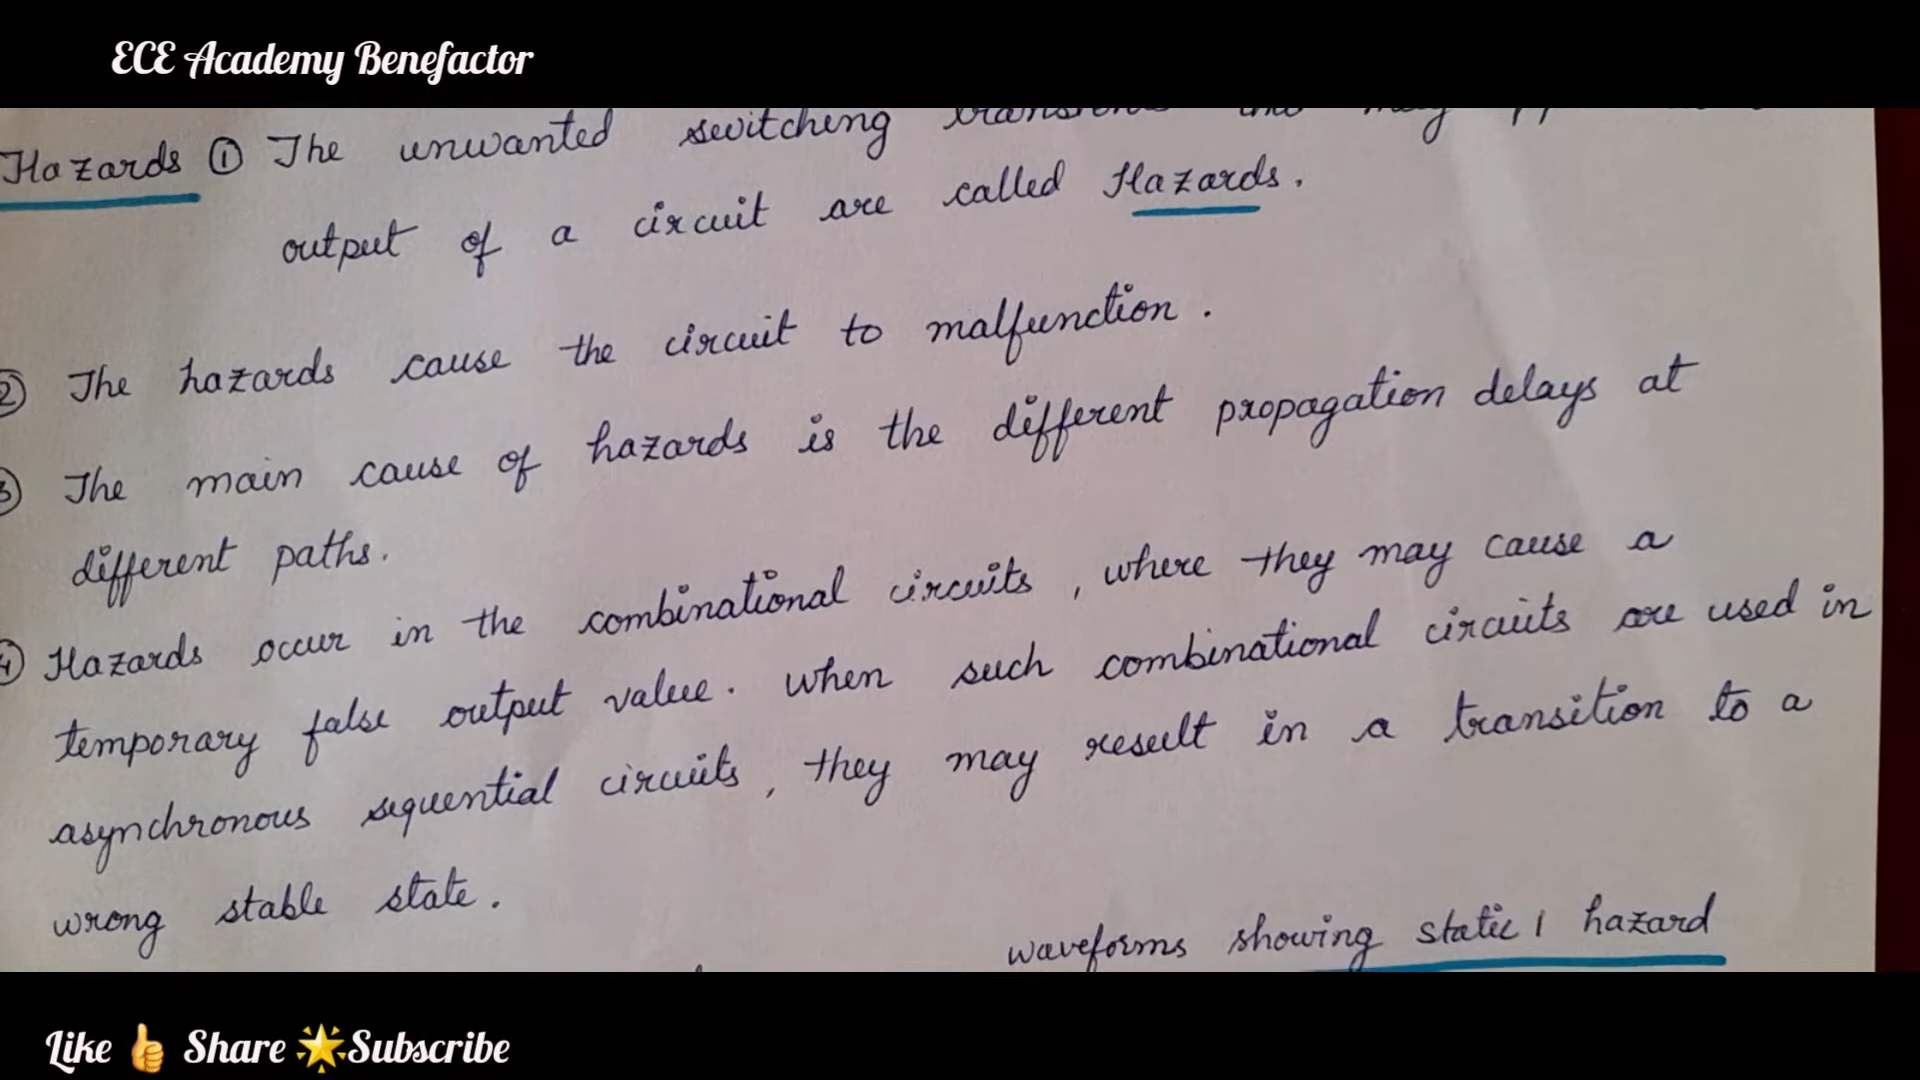 ECE Academy Benefactor
Hazards ① The unwanted switching
output of a circuit are called Hazards.
② The hazards cause the circuit to malfunction.
③ The main cause of hazards is the different propagation delays at
different paths.
④ Hazards occur in the combinational circuits, where they may cause a
temporary false output value. When such combinational circuits are used in
asynchronous sequential circuits, they may result in a transition to a
wrong stable state.
waveforms showing static 1 hazard
Like 👍 Share 🌟Subscribe